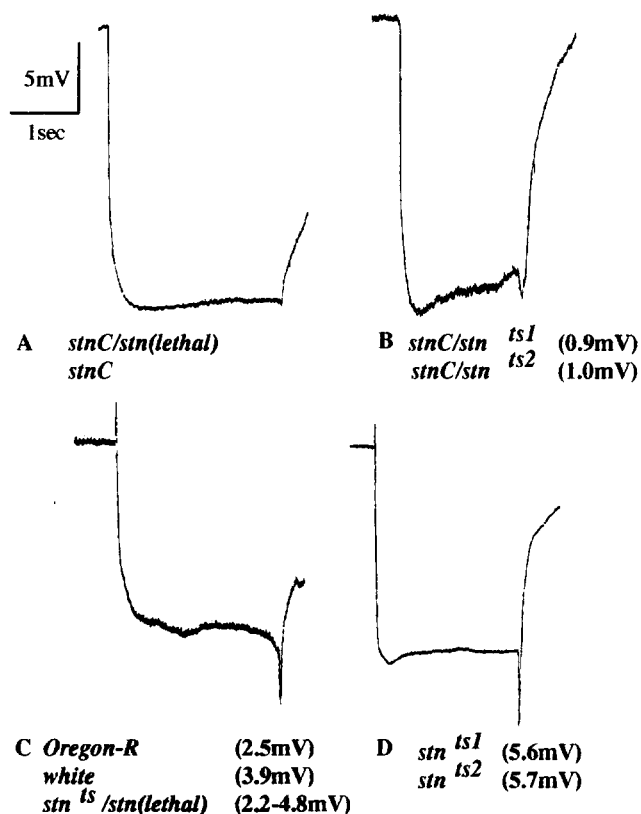 5mV
1sec
A stnC/stn(lethal)
stnC
B stnC/stn ts1 (0.9mV)
stnC/stn ts2 (1.0mV)
C Oregon-R (2.5mV)
white (3.9mV)
stn ts/stn(lethal) (2.2-4.8mV)
D stn ts1 (5.6mV)
stn ts2 (5.7mV)